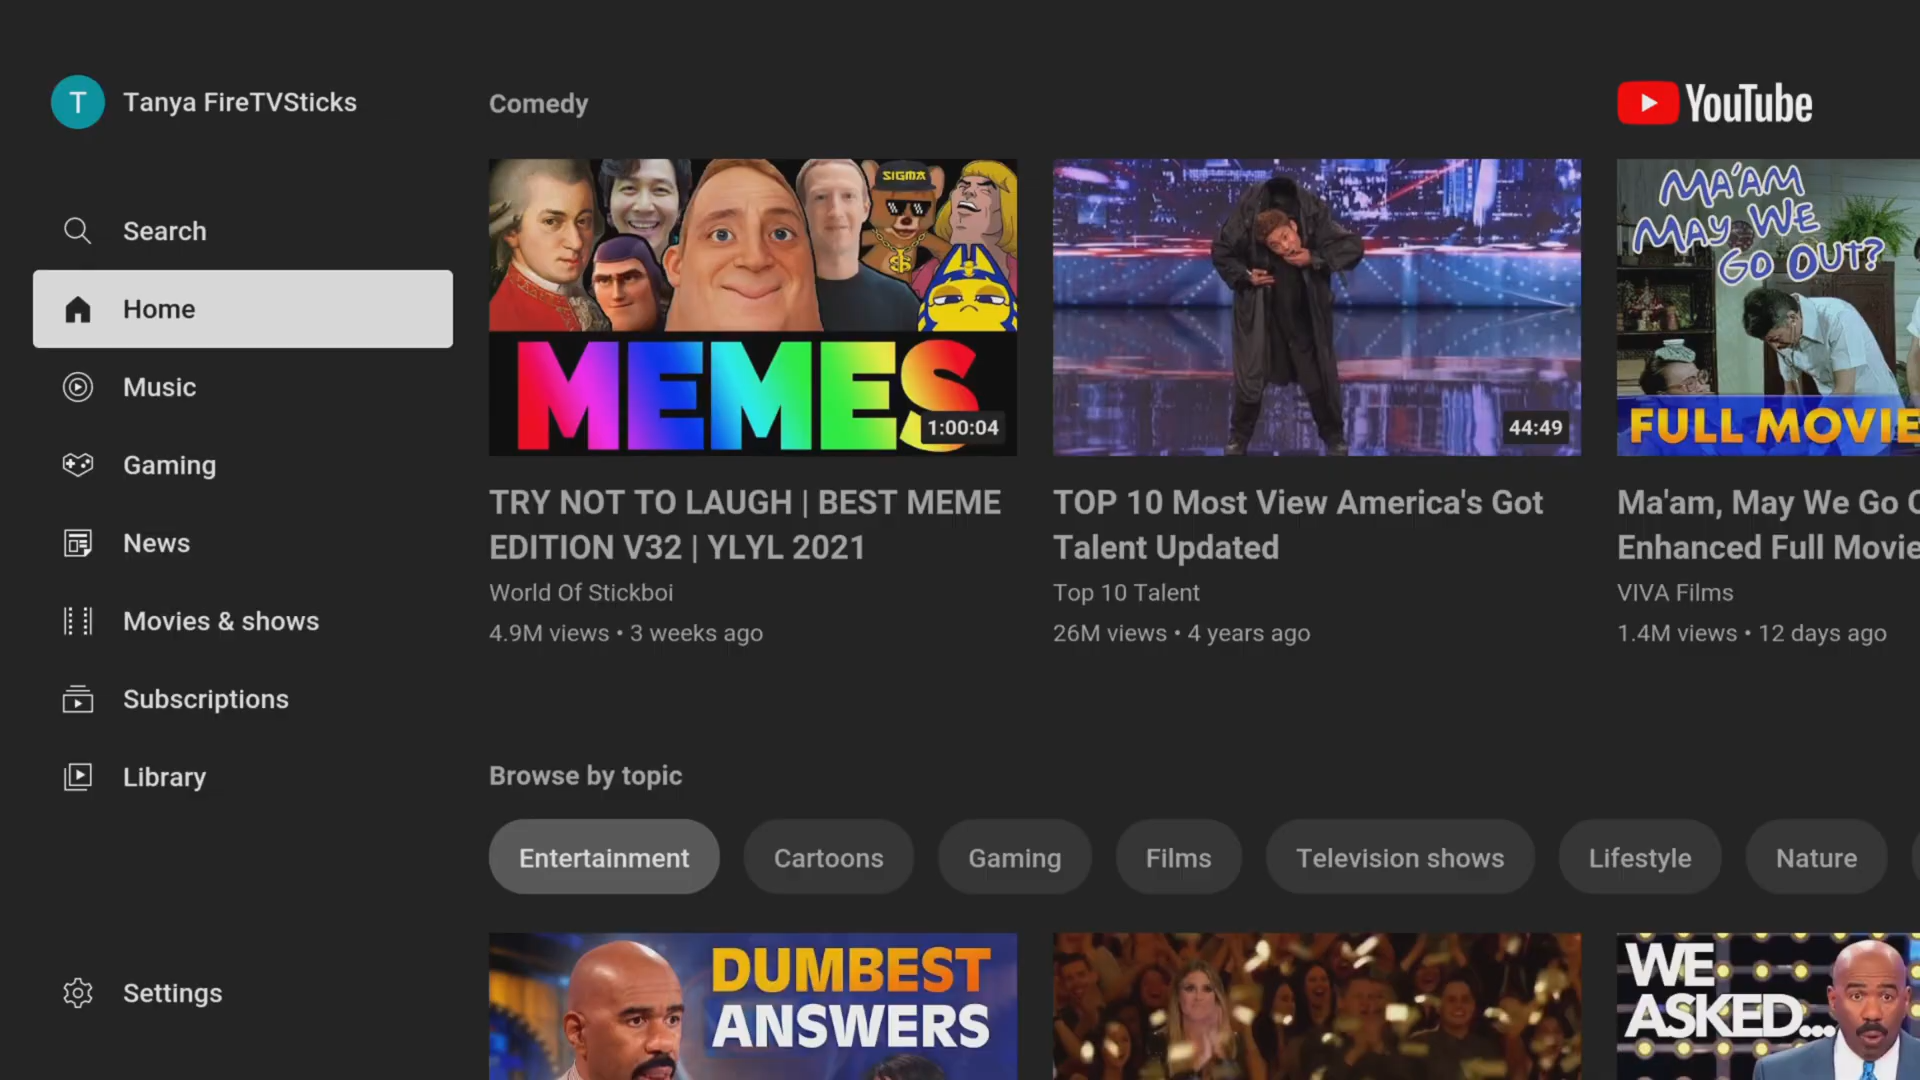 T Tanya FireTVSticks
Search
Home
Music
Gaming
News
Movies & shows
Subscriptions
Library
Settings
Comedy
YouTube
SIGMA
MEMES
1:00:04
TRY NOT TO LAUGH | BEST MEME
EDITION V32 | YLYL 2021
World Of Stickboi
4.9M views • 3 weeks ago
44:49
TOP 10 Most View America's Got
Talent Updated
Top 10 Talent
26M views • 4 years ago
MA'AM
MAY WE
GO OUT?
FULL MOVIE
Ma'am, May We Go
Enhanced Full Movie
VIVA Films
1.4M views • 12 days ago
Browse by topic
Entertainment
Cartoons
Gaming
Films
Television shows
Lifestyle
Nature
DUMBEST
ANSWERS
WE
ASKED...